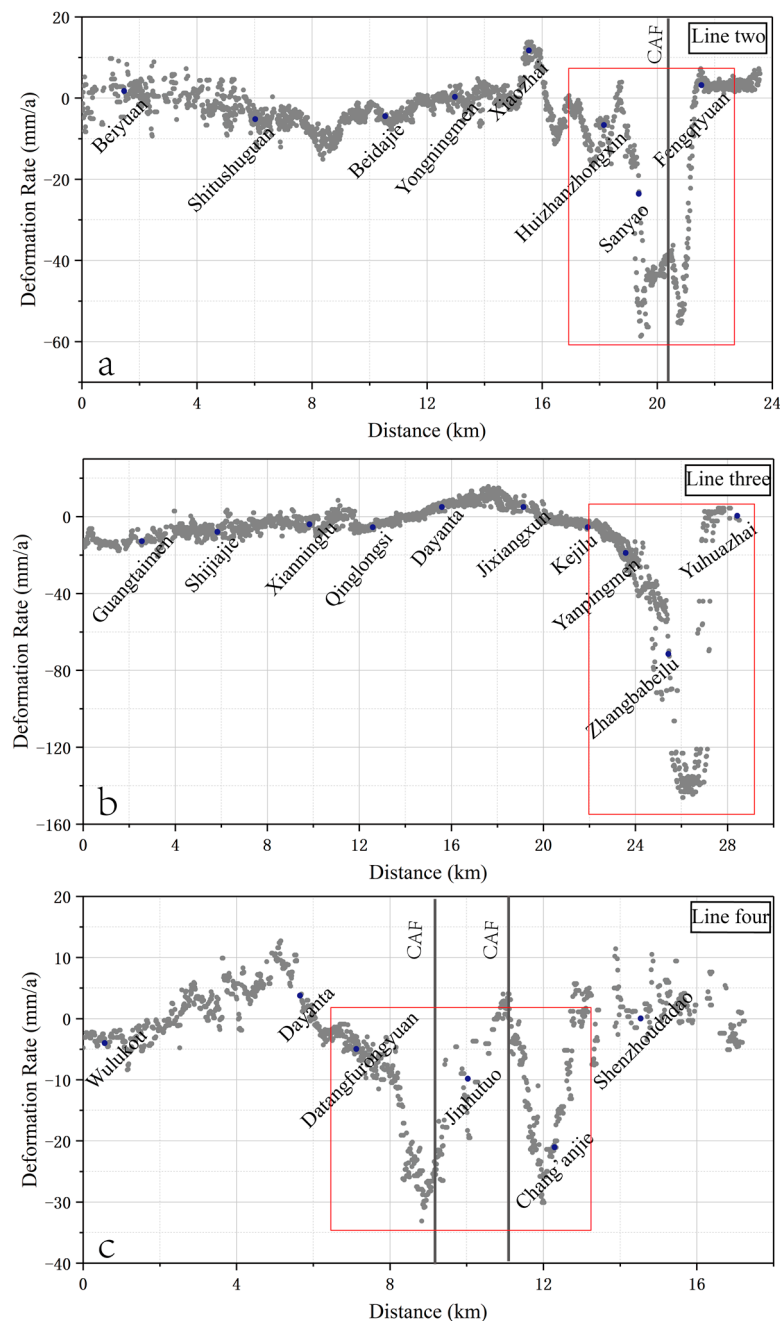 20
0
−20
−40
−60
Deformation Rate (mm/a)
CAF
Line two
Beiyuan
Shitushuguan
Beidajie
Yongningmen
Xiaozhai
Huizhanzhongxin
Sanyao
Fengqiyuan
a
0 4 8 12 16 20 24
Distance (km)
0
−40
−80
−120
−160
Deformation Rate (mm/a)
Line three
Guangtaimen
Shijiajie
Xianninglu
Qinglongsi
Dayanta
Jixiangxun
Kejilu
Yanpingmen
Zhangbabeilu
Yuhuazhai
b
0 4 8 12 16 20 24 28
Distance (km)
20
10
0
−10
−20
−30
−40
Deformation Rate (mm/a)
CAF
CAF
Line four
Wulukou
Dayanta
Datangfurongyuan
Jinhutuo
Chang’anjie
Shenzhoudadao
c
0 4 8 12 16
Distance (km)